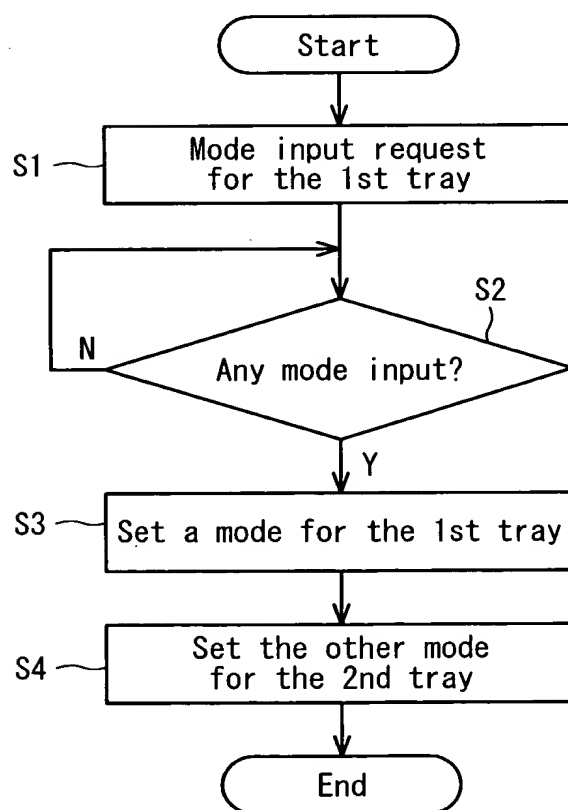 Start
S1
Mode input request
for the 1st tray
S2
N
Any mode input?
Y
S3
Set a mode for the 1st tray
S4
Set the other mode
for the 2nd tray
End